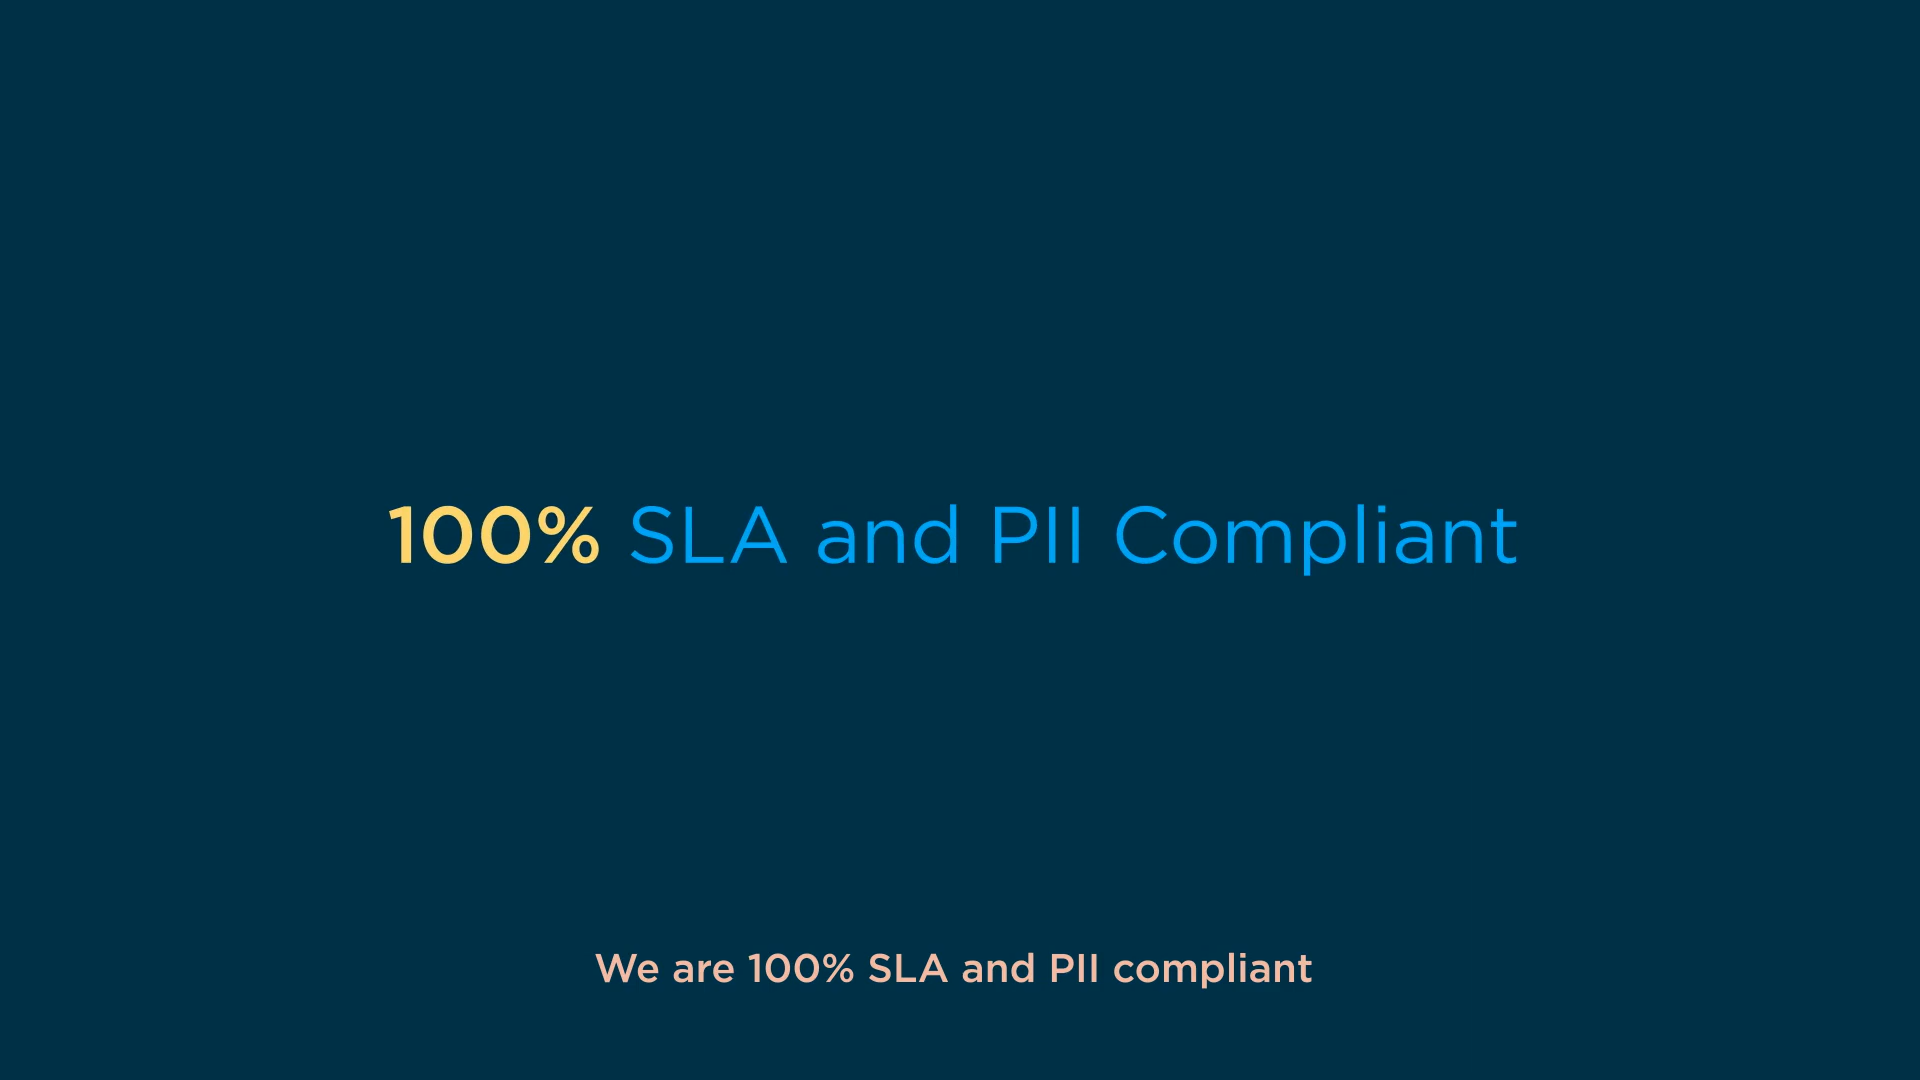 100% SLA and PII Compliant
We are 100% SLA and PII compliant